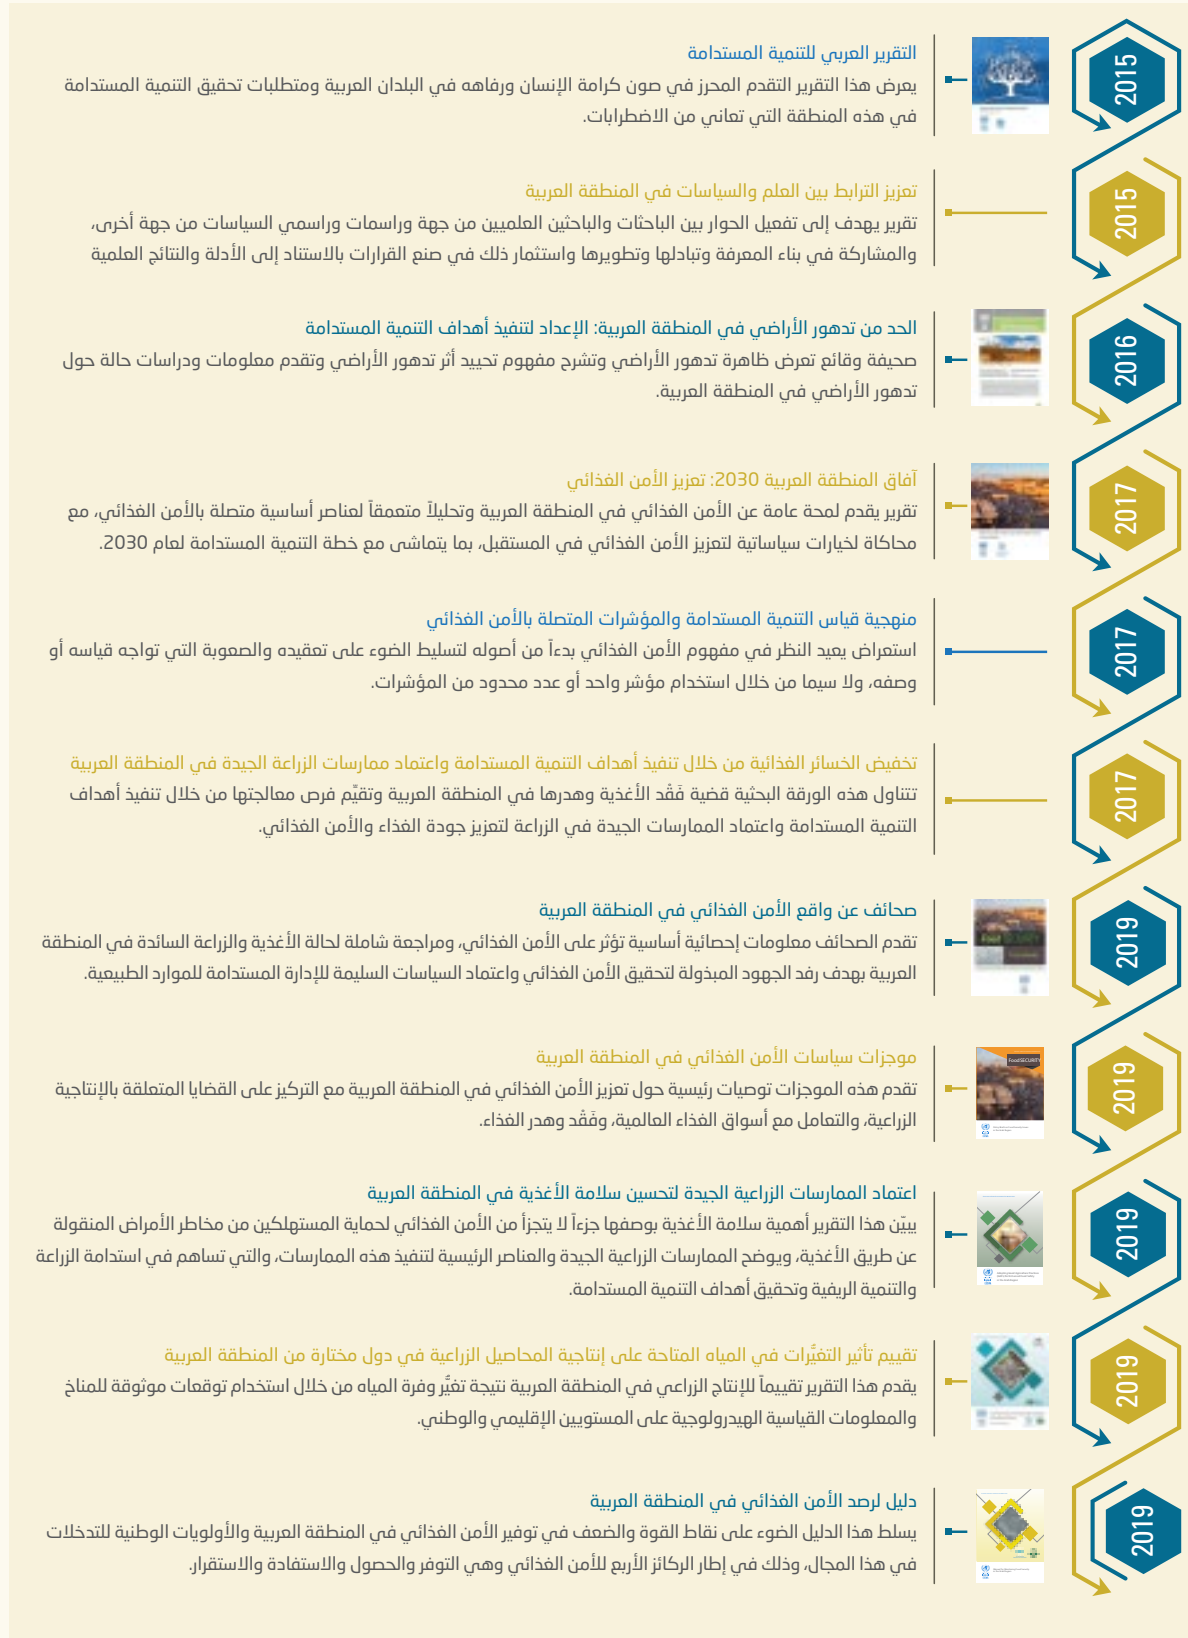 2015
التقرير العربي للتنمية المستدامة
يعرض هذا التقرير التقدم المحرز في صون كرامة الإنسان ورفاهه في البلدان العربية ومتطلبات تحقيق التنمية المستدامة
في هذه المنطقة التي تعاني من الاضطرابات.
2015
تعزيز الترابط بين العلم والسياسات في المنطقة العربية
تقرير يهدف إلى تفعيل الحوار بين الباحثات والباحثين العلميين من جهة وراسمات وراسمي السياسات من جهة أخرى،
والمشاركة في بناء المعرفة وتبادلها وتطويرها واستثمار ذلك في صنع القرارات بالاستناد إلى الأدلة والنتائج العلمية
2016
الحد من تدهور الأراضي في المنطقة العربية: الإعداد لتنفيذ أهداف التنمية المستدامة
صحيفة وقائع تعرض ظاهرة تدهور الأراضي وتشرح مفهوم تحييد أثر تدهور الأراضي وتقدم معلومات ودراسات حالة حول
تدهور الأراضي في المنطقة العربية.
2017
آفاق المنطقة العربية 2030: تعزيز الأمن الغذائي
تقرير يقدم لمحة عامة عن الأمن الغذائي في المنطقة العربية وتحليلاً متعمقاً لعناصر أساسية متصلة بالأمن الغذائي، مع
محاكاة لخيارات سياساتية لتعزيز الأمن الغذائي في المستقبل، بما يتماشى مع خطة التنمية المستدامة لعام 2030.
2017
منهجية قياس التنمية المستدامة والمؤشرات المتصلة بالأمن الغذائي
استعراض يعيد النظر في مفهوم الأمن الغذائي بدءاً من أصوله لتسليط الضوء على تعقيده والصعوبة التي تواجه قياسه أو
وصفه، ولا سيما من خلال استخدام مؤشر واحد أو عدد محدود من المؤشرات.
2017
تخفيض الخسائر الغذائية من خلال تنفيذ أهداف التنمية المستدامة واعتماد ممارسات الزراعة الجيدة في المنطقة العربية
تتناول هذه الورقة البحثية قضية فَقْد الأغذية وهدرها في المنطقة العربية وتقيِّم فرص معالجتها من خلال تنفيذ أهداف
التنمية المستدامة واعتماد الممارسات الجيدة في الزراعة لتعزيز جودة الغذاء والأمن الغذائي.
2019
صحائف عن واقع الأمن الغذائي في المنطقة العربية
تقدم الصحائف معلومات إحصائية أساسية تؤثر على الأمن الغذائي، ومراجعة شاملة لحالة الأغذية والزراعة السائدة في المنطقة
العربية بهدف رفد الجهود المبذولة لتحقيق الأمن الغذائي واعتماد السياسات السليمة للإدارة المستدامة للموارد الطبيعية.
2019
Food SECURITY
موجزات سياسات الأمن الغذائي في المنطقة العربية
تقدم هذه الموجزات توصيات رئيسية حول تعزيز الأمن الغذائي في المنطقة العربية مع التركيز على القضايا المتعلقة بالإنتاجية
الزراعية، والتعامل مع أسواق الغذاء العالمية، وفَقْد وهدر الغذاء.
2019
اعتماد الممارسات الزراعية الجيدة لتحسين سلامة الأغذية في المنطقة العربية
يبيّن هذا التقرير أهمية سلامة الأغذية بوصفها جزءاً لا يتجزأ من الأمن الغذائي لحماية المستهلكين من مخاطر الأمراض المنقولة
عن طريق الأغذية، ويوضح الممارسات الزراعية الجيدة والعناصر الرئيسية لتنفيذ هذه الممارسات، والتي تساهم في استدامة الزراعة
والتنمية الريفية وتحقيق أهداف التنمية المستدامة.
2019
تقييم تأثير التغيُّرات في المياه المتاحة على إنتاجية المحاصيل الزراعية في دول مختارة من المنطقة العربية
يقدم هذا التقرير تقييماً للإنتاج الزراعي في المنطقة العربية نتيجة تغيُّر وفرة المياه من خلال استخدام توقعات موثوقة للمناخ
والمعلومات القياسية الهيدرولوجية على المستويين الإقليمي والوطني.
2019
دليل لرصد الأمن الغذائي في المنطقة العربية
يسلط هذا الدليل الضوء على نقاط القوة والضعف في توفير الأمن الغذائي في المنطقة العربية والأولويات الوطنية للتدخلات
في هذا المجال، وذلك في إطار الركائز الأربع للأمن الغذائي وهي التوفر والحصول والاستفادة والاستقرار.